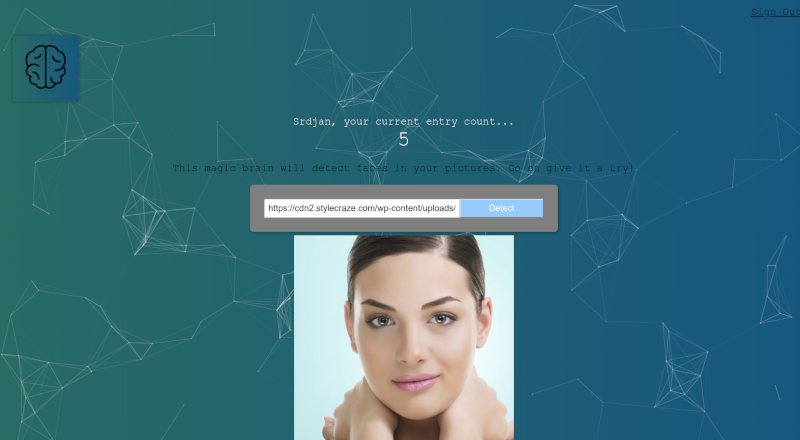 Sign Out
Srdjan, your current entry count...
5
This magic brain will detect faces in your pictures. Go on give it a try!
https://cdn2.stylecraze.com/wp-content/uploads/ Detect